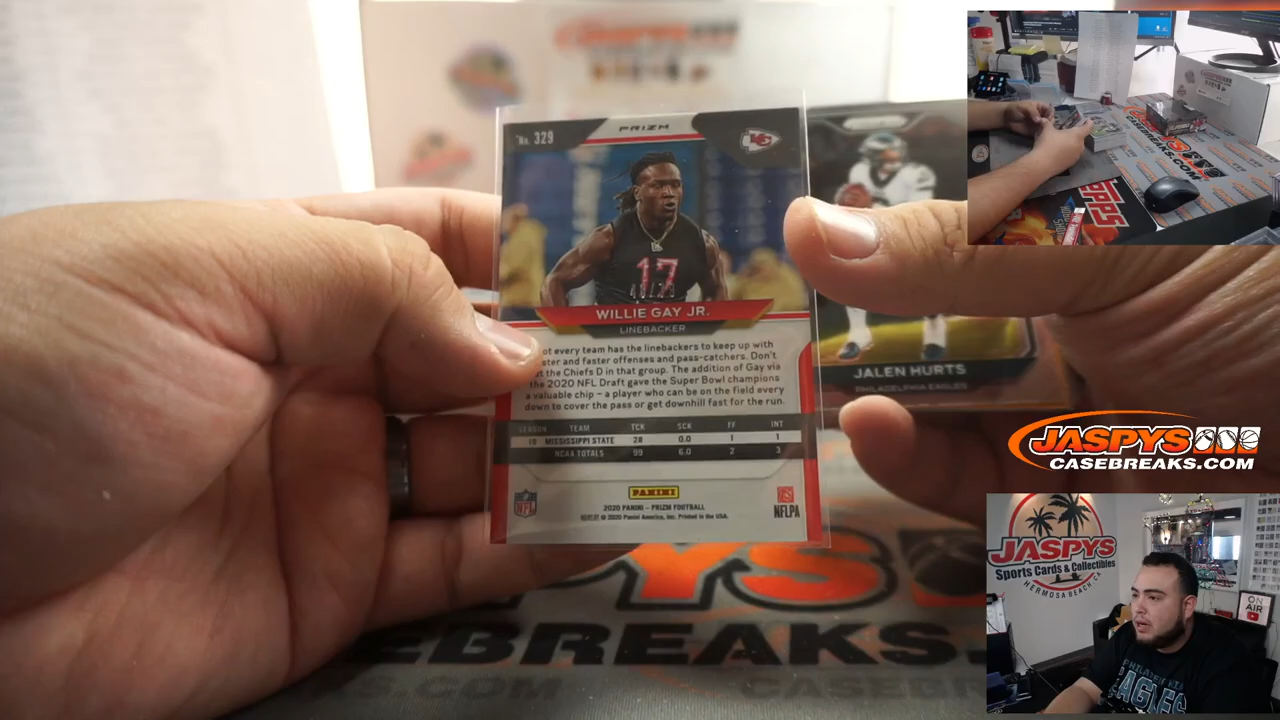 No. 329
PRIZM
17
WILLIE GAY JR.
LINEBACKER
ot every team has the linebackers to keep up with
ster and faster offenses and pass-catchers. Don't
t the Chiefs D in that group. The addition of Gay via
the 2020 NFL Draft gave the Super Bowl champions
a valuable chip – a player who can be on the field every
down to cover the pass or get downhill fast for the run.
SEASON TEAM TCK SCK FF INT
19 MISSISSIPPI STATE 28 0.0 1 1
NCAA TOTALS 99 6.0 2 3
PANINI
NFL
2020 PANINI – PRIZM FOOTBALL
© 2020 Panini America, Inc. Printed in the USA.
NFLPA
JALEN HURTS
PHILADELPHIA EAGLES
JASPYS
YS
EBREAKS.
TOPPS
JASPYS
CASEBREAKS.COM
JASPYS
Sports Cards & Collectibles
HERMOSA BEACH CA
ON
AIR
EAGLES